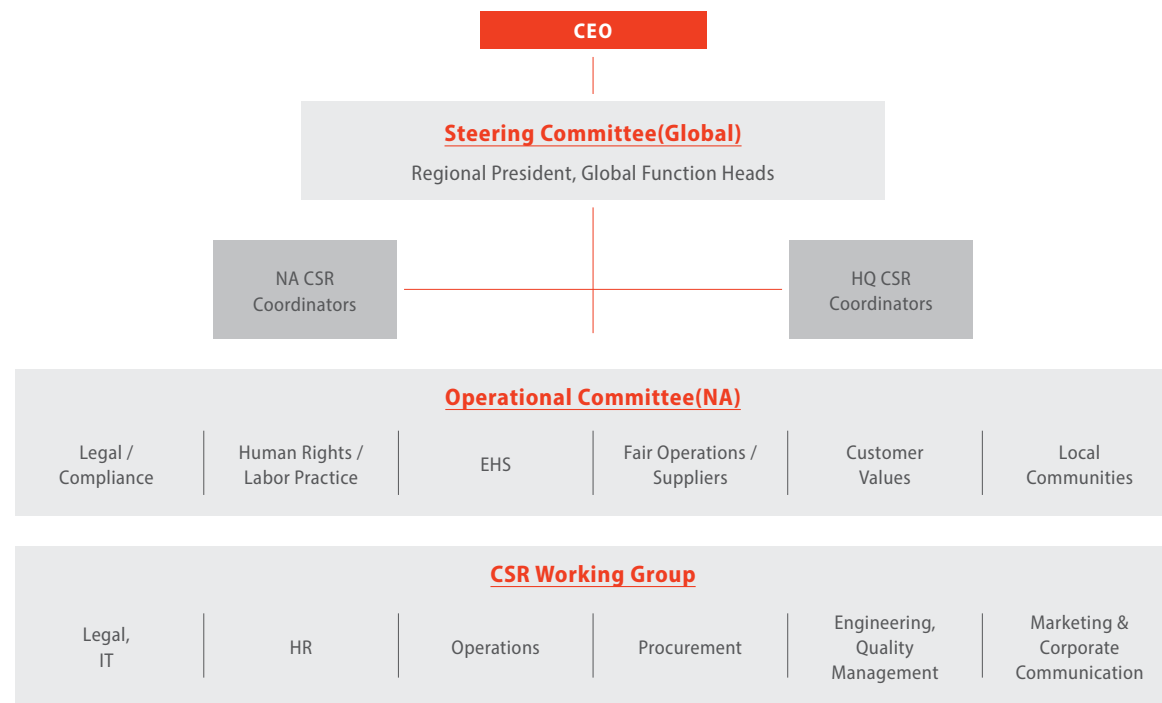 CEO
Steering Committee(Global)
Regional President, Global Function Heads
NA CSR
Coordinators
HQ CSR
Coordinators
Operational Committee(NA)
Legal /
Compliance
Human Rights /
Labor Practice
EHS
Fair Operations /
Suppliers
Customer
Values
Local
Communities
CSR Working Group
Legal,
IT
HR
Operations
Procurement
Engineering,
Quality
Management
Marketing &
Corporate
Communication